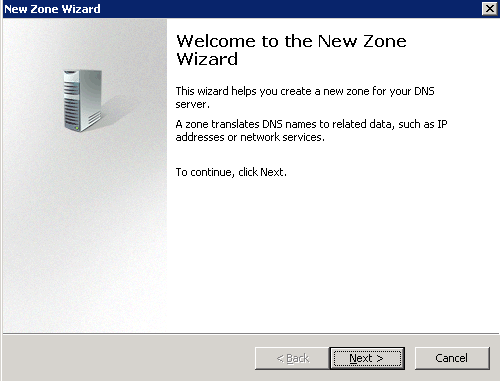 New Zone Wizard
Welcome to the New Zone
Wizard
This wizard helps you create a new zone for your DNS
server.
A zone translates DNS names to related data, such as IP
addresses or network services.
To continue, click Next.
< Back
Next >
Cancel